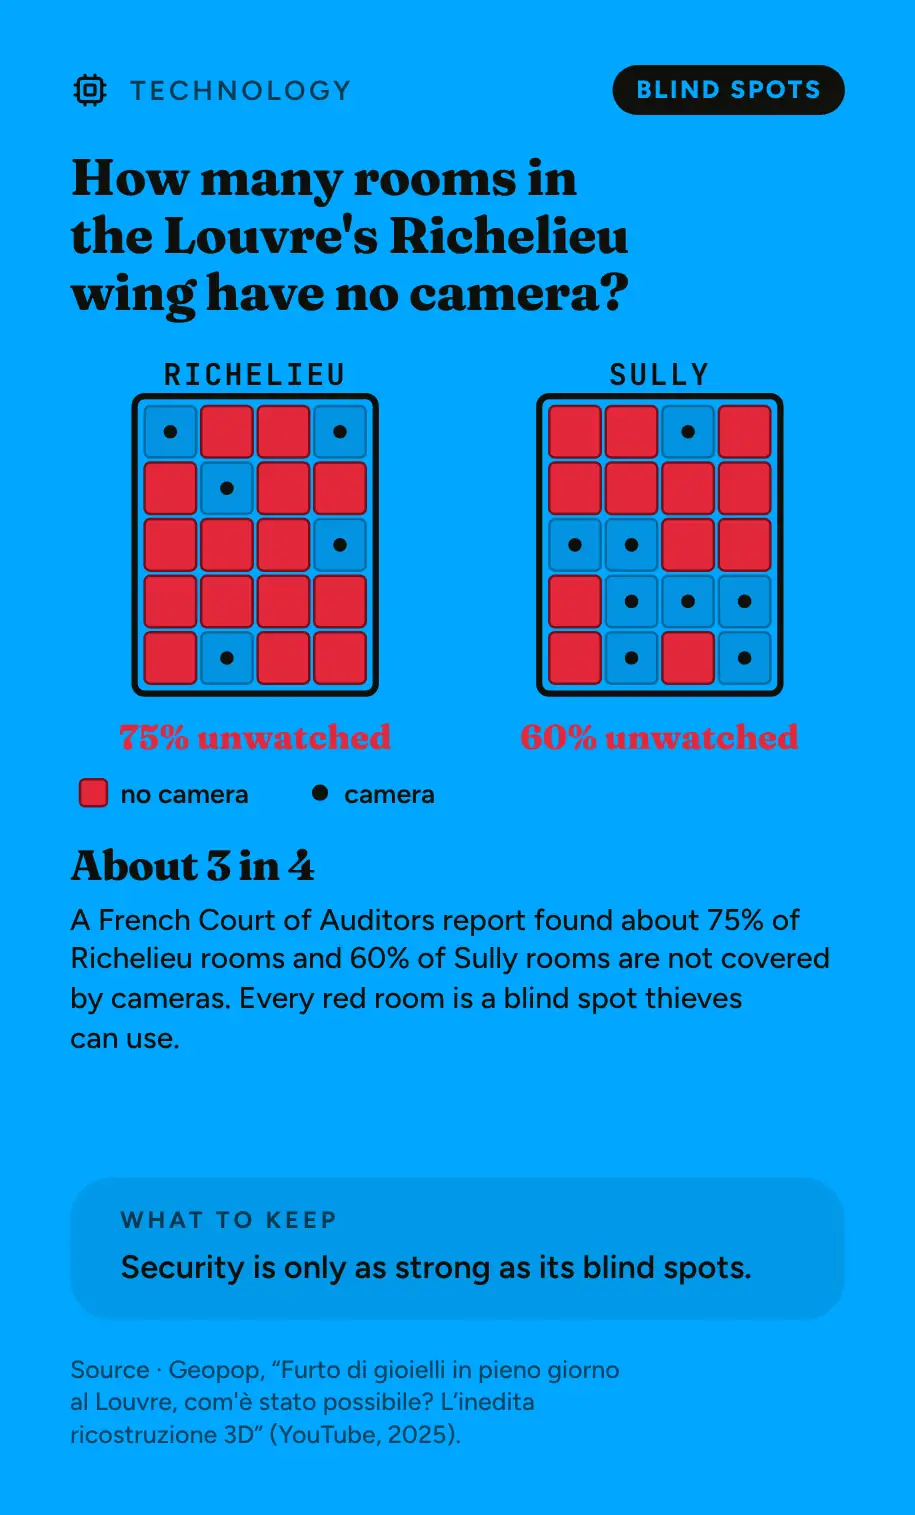 TECHNOLOGY
BLIND SPOTS
How many rooms in
the Louvre's Richelieu
wing have no camera?
RICHELIEU
SULLY
75% unwatched
60% unwatched
no camera
camera
About 3 in 4
A French Court of Auditors report found about 75% of
Richelieu rooms and 60% of Sully rooms are not covered
by cameras. Every red room is a blind spot thieves
can use.
WHAT TO KEEP
Security is only as strong as its blind spots.
Source · Geopop, “Furto di gioielli in pieno giorno
al Louvre, com'è stato possibile? L’inedita
ricostruzione 3D” (YouTube, 2025).